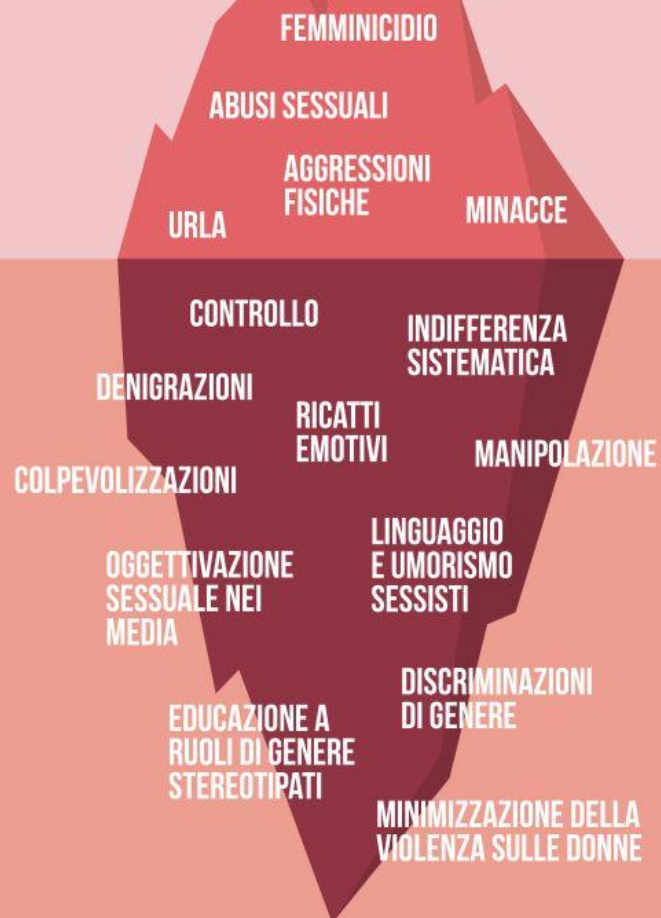 FEMMINICIDIO
ABUSI SESSUALI
AGGRESSIONI
FISICHE
URLA
MINACCE
CONTROLLO
INDIFFERENZA
SISTEMATICA
DENIGRAZIONI
RICATTI
EMOTIVI
MANIPOLAZIONE
COLPEVOLIZZAZIONI
LINGUAGGIO
E UMORISMO
SESSISTI
OGGETTIVAZIONE
SESSUALE NEI
MEDIA
DISCRIMINAZIONI
DI GENERE
EDUCAZIONE A
RUOLI DI GENERE
STEREOTIPATI
MINIMIZZAZIONE DELLA
VIOLENZA SULLE DONNE